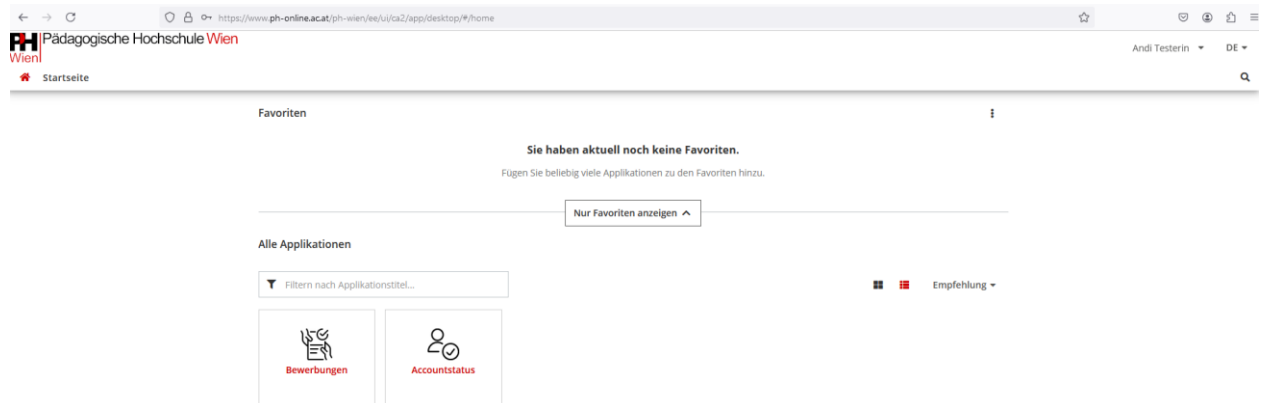 https://www.ph-online.ac.at/ph-wien/ee/ui/ca2/app/desktop/#/home
PH Pädagogische Hochschule Wien
Wien
Andi Testerin DE
Startseite
Favoriten
Sie haben aktuell noch keine Favoriten.
Fügen Sie beliebig viele Applikationen zu den Favoriten hinzu.
Nur Favoriten anzeigen
Alle Applikationen
Filtern nach Applikationstitel...
Empfehlung
Bewerbungen Accountstatus